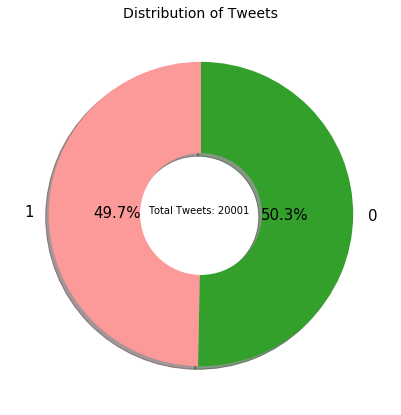 Distribution of Tweets
1
49.7%
Total Tweets: 20001
50.3%
0